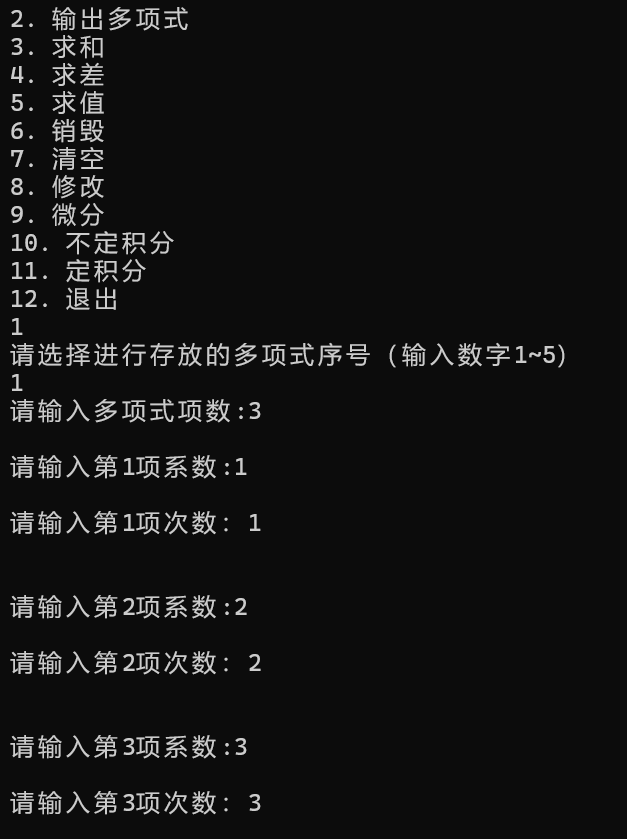 2. 输出多项式
3. 求和
4. 求差
5. 求值
6. 销毁
7. 清空
8. 修改
9. 微分
10. 不定积分
11. 定积分
12. 退出
1
请选择进行存放的多项式序号（输入数字1~5）
1
请输入多项式项数:3
请输入第1项系数:1
请输入第1项次数: 1
请输入第2项系数:2
请输入第2项次数: 2
请输入第3项系数:3
请输入第3项次数: 3